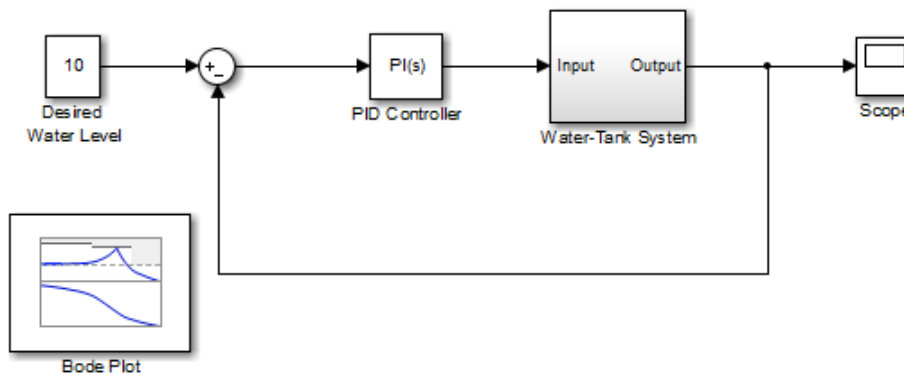 10
Desired
Water Level
+
-
PI(s)
PID Controller
Input Output
Water-Tank System
Scope
Bode Plot